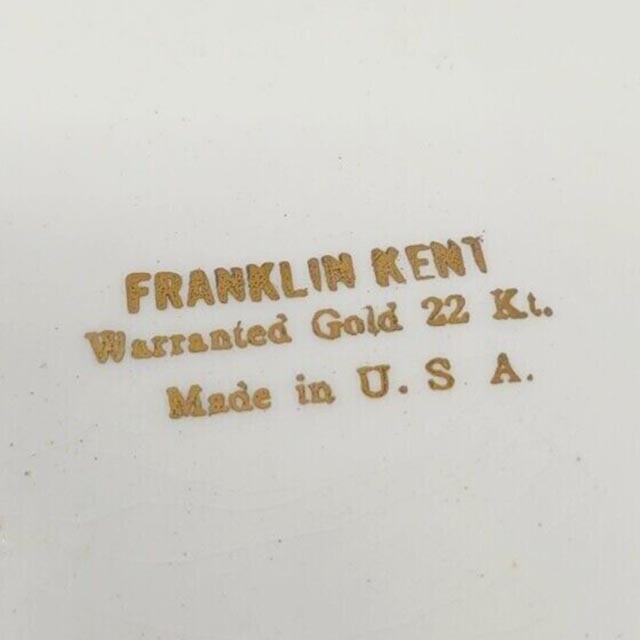 FRANKLIN KENT
Warranted Gold 22 Kt.
Made in U. S. A.